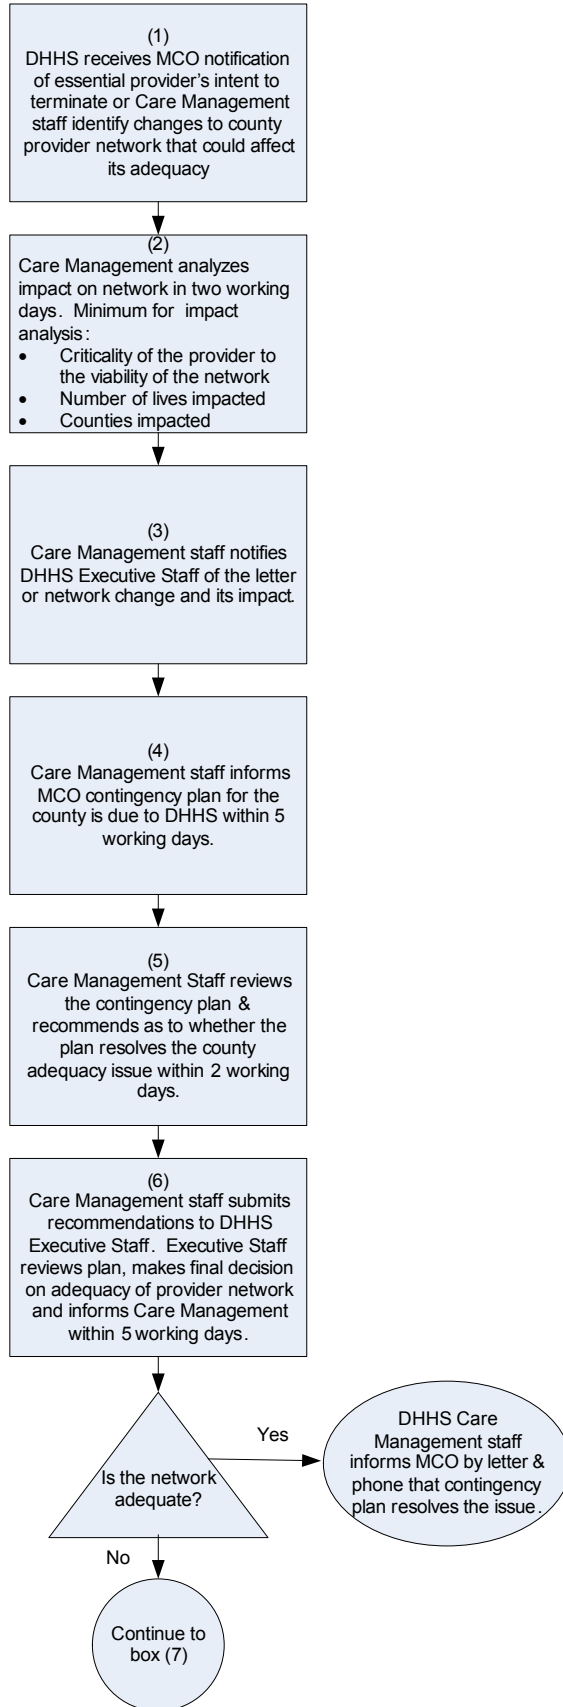 (1)
DHHS receives MCO notification
of essential provider's intent to
terminate or Care Management
staff identify changes to county
provider network that could affect
its adequacy
(2)
Care Management analyzes
impact on network in two working
days.  Minimum for  impact
analysis:
•    Criticality of the provider to
the viability of the network
•    Number of lives impacted
•    Counties impacted
(3)
Care Management staff notifies
DHHS Executive Staff of the letter
or network change and its impact.
(4)
Care Management staff informs
MCO contingency plan for the
county is due to DHHS within 5
working days.
(5)
Care Management Staff reviews
the contingency plan &
recommends as to whether the
plan resolves the county
adequacy issue within 2 working
days.
(6)
Care Management staff submits
recommendations to DHHS
Executive Staff.  Executive Staff
reviews plan, makes final decision
on adequacy of provider network
and informs Care Management
within 5 working days.
Is the network
adequate?
Yes
DHHS Care
Management staff
informs MCO by letter &
phone that contingency
plan resolves the issue.
No
Continue to
box (7)